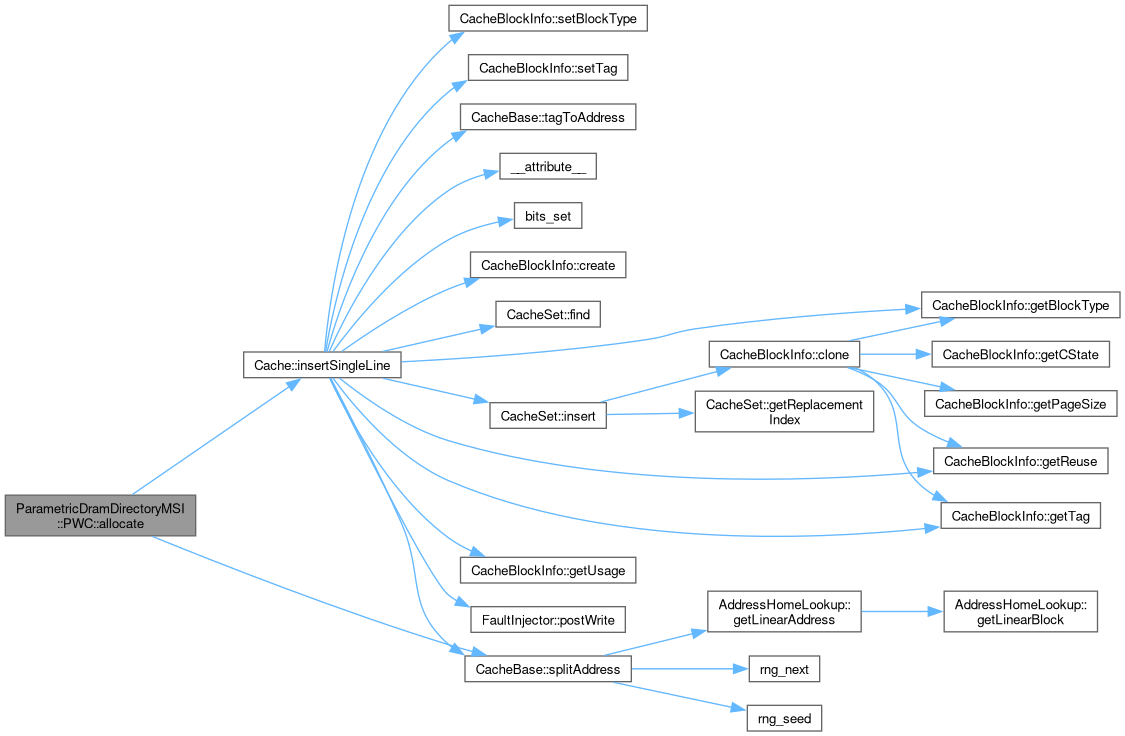 CacheBlockInfo::setBlockType
CacheBlockInfo::setTag
CacheBase::tagToAddress
__attribute__
bits_set
CacheBlockInfo::create
CacheSet::find
CacheBlockInfo::getBlockType
Cache::insertSingleLine
CacheBlockInfo::clone
CacheBlockInfo::getCState
CacheBlockInfo::getPageSize
CacheSet::insert
CacheSet::getReplacement
Index
CacheBlockInfo::getReuse
ParametricDramDirectoryMSI
::PWC::allocate
CacheBlockInfo::getTag
CacheBlockInfo::getUsage
FaultInjector::postWrite
AddressHomeLookup::
getLinearAddress
AddressHomeLookup::
getLinearBlock
CacheBase::splitAddress
rng_next
rng_seed